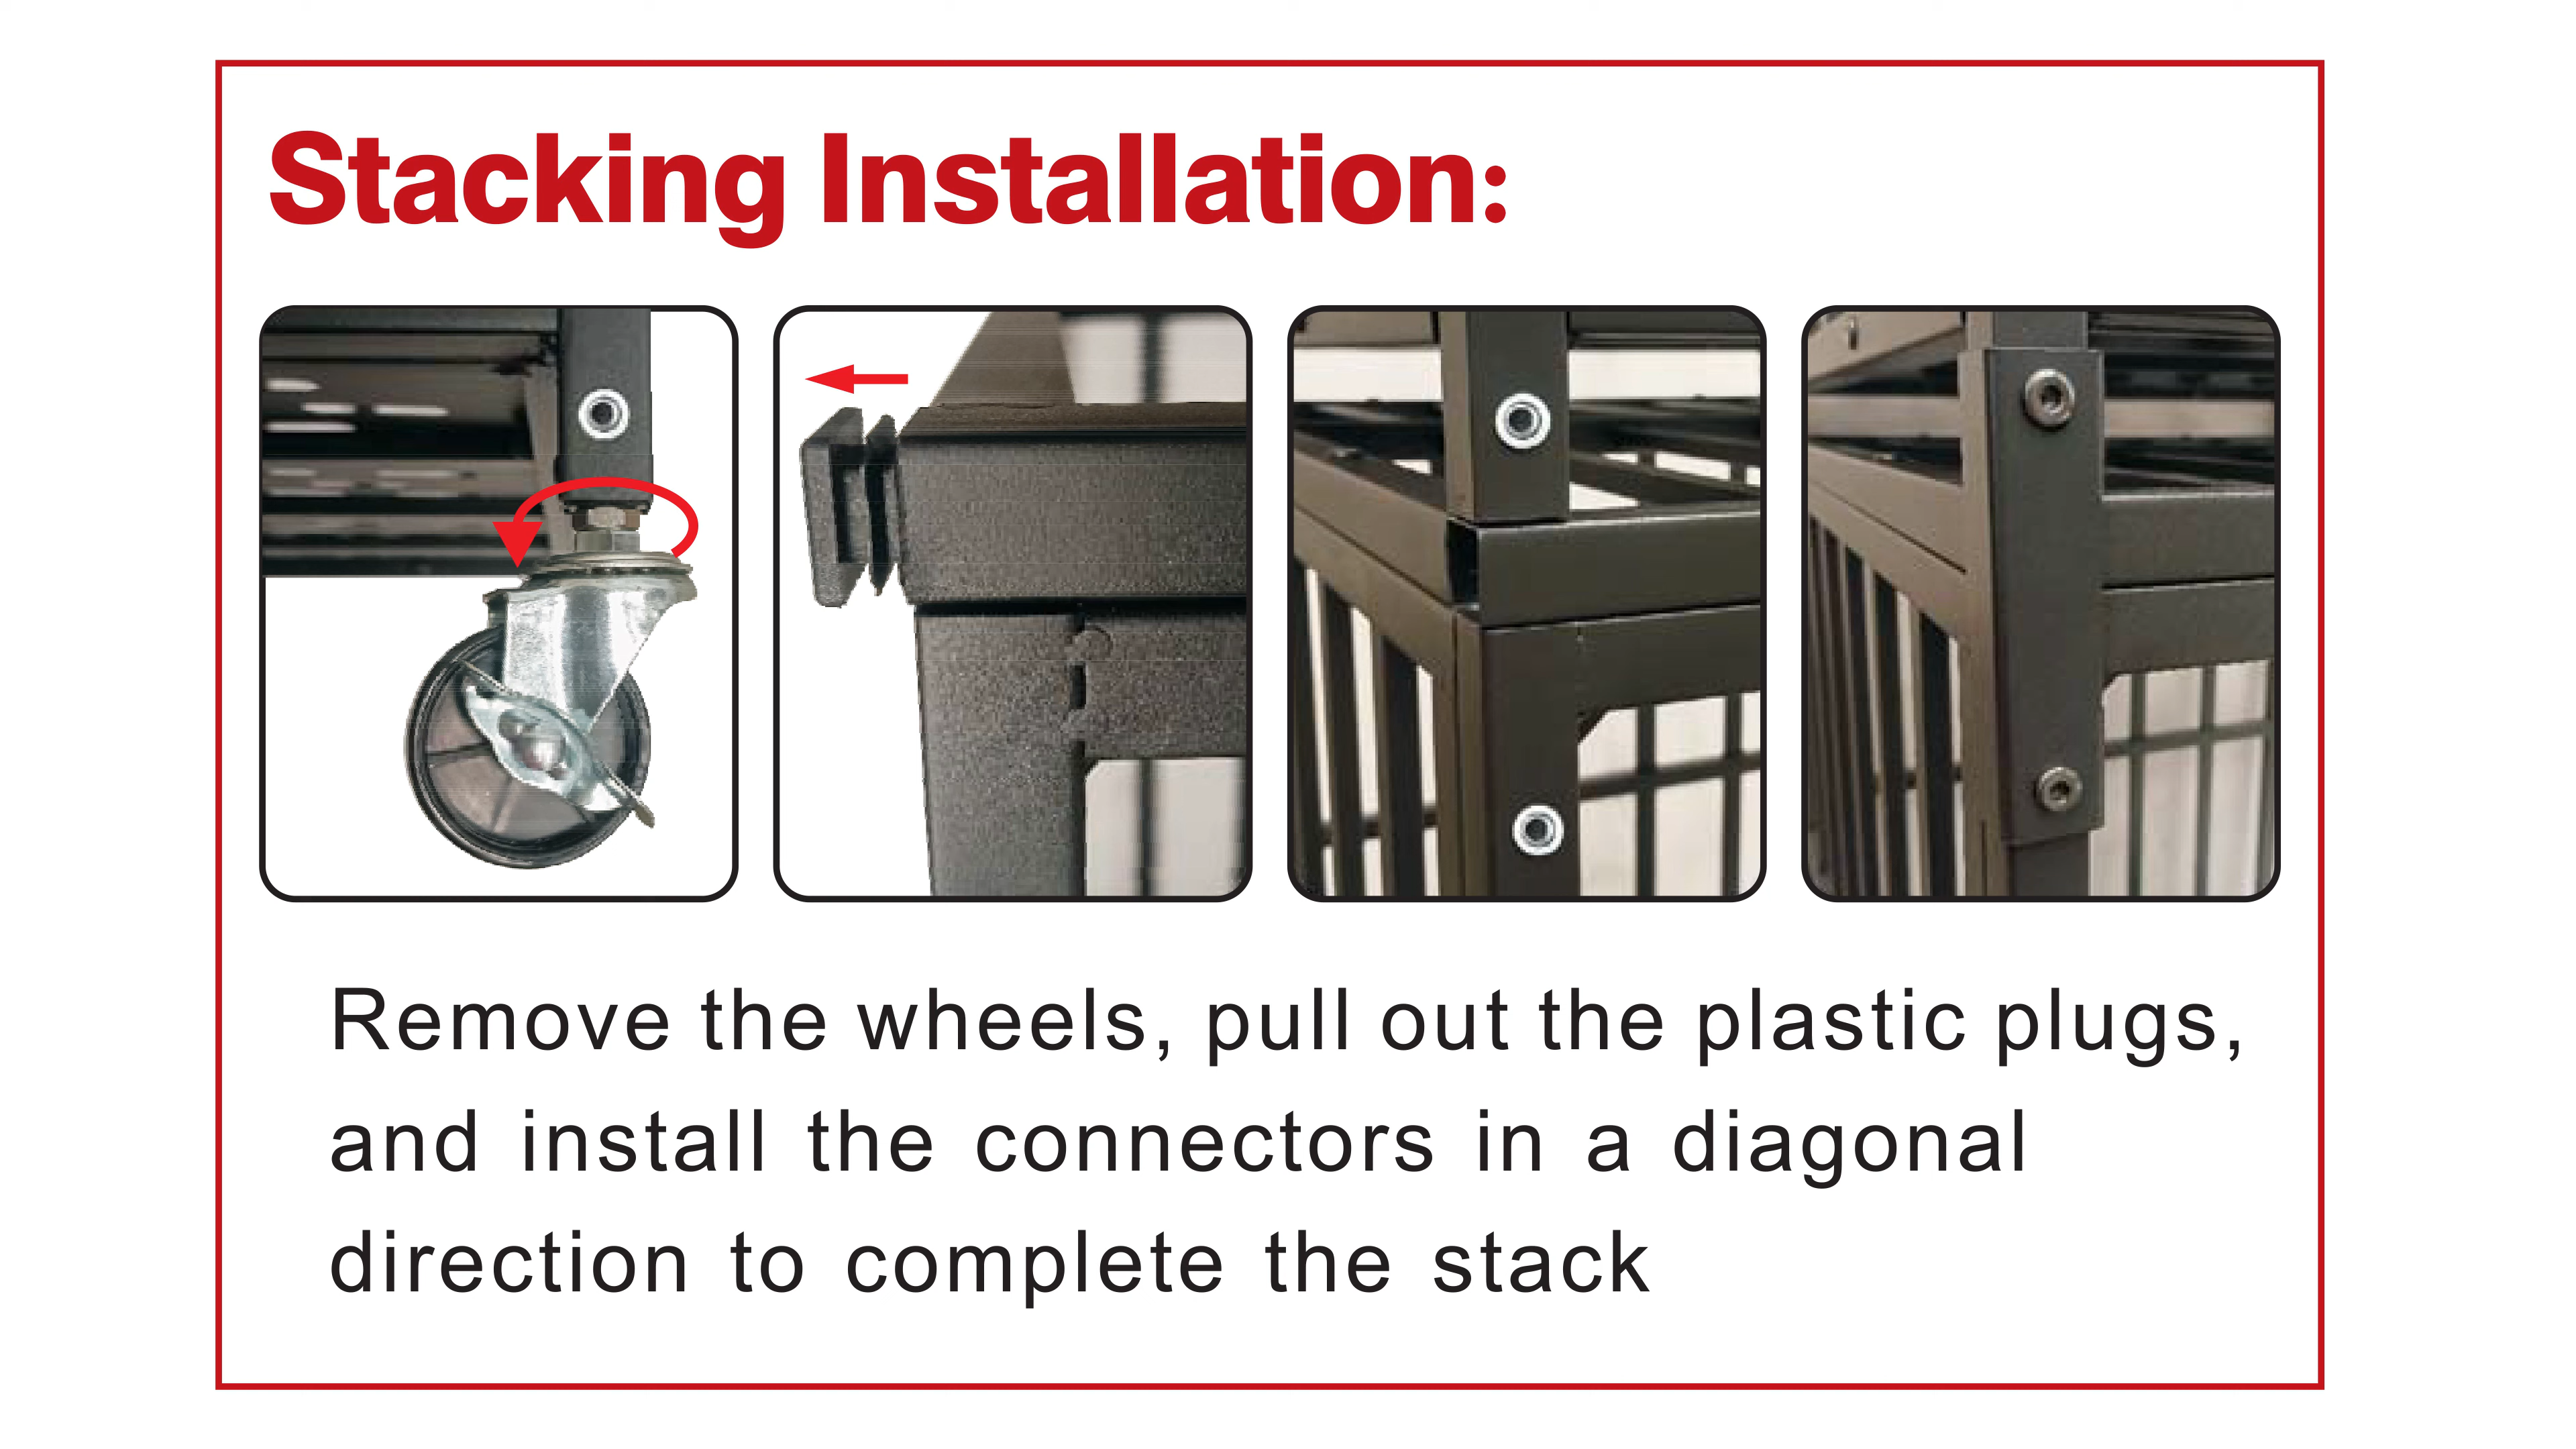 Stacking Installation:
Remove the wheels, pull out the plastic plugs,
and install the connectors in a diagonal
direction to complete the stack